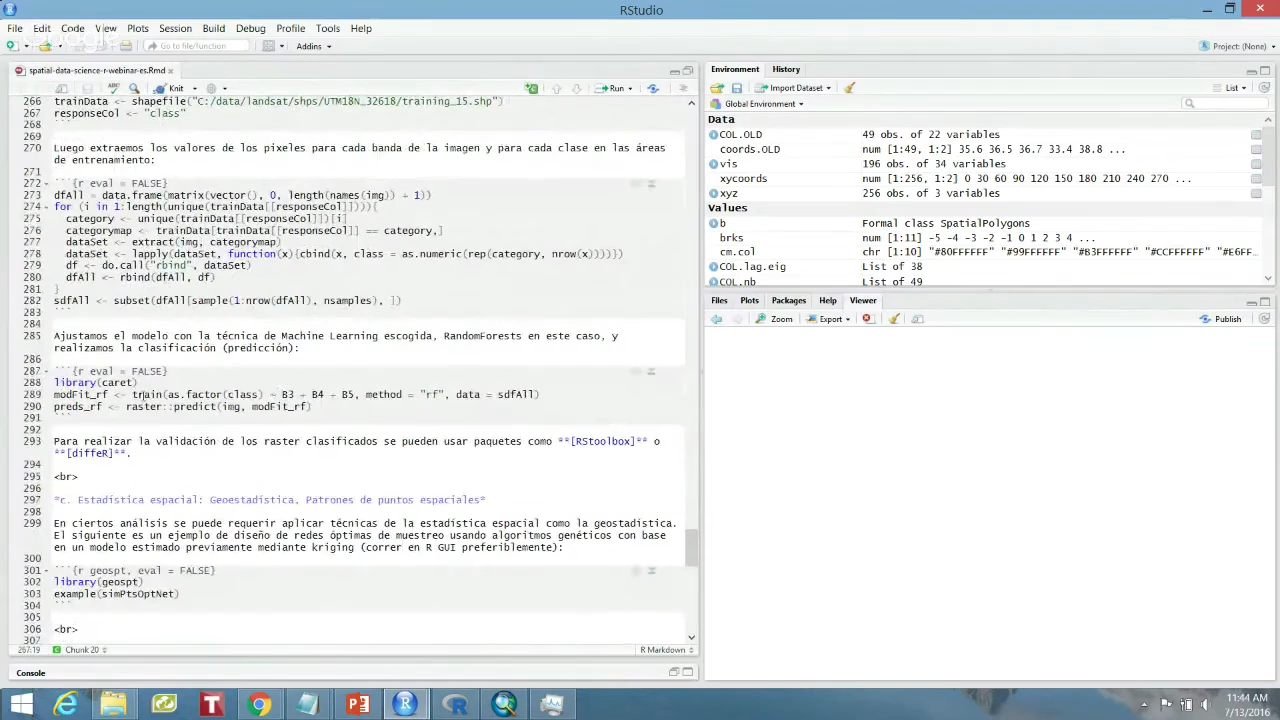 RStudio
File Edit Code View Plots Session Build Debug Profile Tools Help
Go to file/function Addins Project: (None)
spatial-data-science-r-webinar-es.Rmd
Knit Run
266 trainData <- shapefile("C:/data/landsat/shps/UTM18N_32618/training_15.shp")
267 responseCol <- "class"
268 ```
269
270 Luego extraemos los valores de los pixeles para cada banda de la imagen y para cada clase en las áreas
de entrenamiento:
271
272 ```{r eval = FALSE}
273 dfAll = data.frame(matrix(vector(), 0, length(names(img)) + 1))
274 for (i in 1:length(unique(trainData[[responseCol]]))){
275 category <- unique(trainData[[responseCol]])[i]
276 categorymap <- trainData[trainData[[responseCol]] == category,]
277 dataSet <- extract(img, categorymap)
278 dataSet <- lapply(dataSet, function(x){cbind(x, class = as.numeric(rep(category, nrow(x))))})
279 df <- do.call("rbind", dataSet)
280 dfAll <- rbind(dfAll, df)
281 }
282 sdfAll <- subset(dfAll[sample(1:nrow(dfAll), nsamples), ])
283 ```
284
285 Ajustamos el modelo con la técnica de Machine Learning escogida, RandomForests en este caso, y
realizamos la clasificación (predicción):
286
287 ```{r eval = FALSE}
288 library(caret)
289 modFit_rf <- train(as.factor(class) ~ B3 + B4 + B5, method = "rf", data = sdfAll)
290 preds_rf <- raster::predict(img, modFit_rf)
291 ```
292
293 Para realizar la validación de los raster clasificados se pueden usar paquetes como **[RStoolbox]** o
**[diffeR]**.
294
295 <br>
296
297 *c. Estadística espacial: Geoestadística, Patrones de puntos espaciales*
298
299 En ciertos análisis se puede requerir aplicar técnicas de la estadística espacial como la geostadística.
El siguiente es un ejemplo de diseño de redes óptimas de muestreo usando algoritmos genéticos con base
en un modelo estimado previamente mediante kriging (correr en R GUI preferiblemente):
300
301 ```{r geospt, eval = FALSE}
302 library(geospt)
303 example(simPtsOptNet)
304 ```
305
306 <br>
307
267:19 Chunk 20 R Markdown
Console
Environment History
Import Dataset List
Global Environment
Data
COL.OLD 49 obs. of 22 variables
coords.OLD num [1:49, 1:2] 35.6 36.5 36.7 33.4 38.8 ...
vis 196 obs. of 34 variables
xycoords num [1:256, 1:2] 0 30 60 90 120 150 180 210 240 270 ...
xyz 256 obs. of 3 variables
Values
b Formal class SpatialPolygons
brks num [1:11] -5 -4 -3 -2 -1 0 1 2 3 4 ...
cm.col chr [1:10] "#80FFFFFF" "#99FFFFFF" "#B3FFFFFF" "#CCFFFFFF" "#E6FF…
COL.lag.eig List of 38
COL.nb List of 49
Files Plots Packages Help Viewer
Zoom Export Publish
11:44 AM
7/13/2016